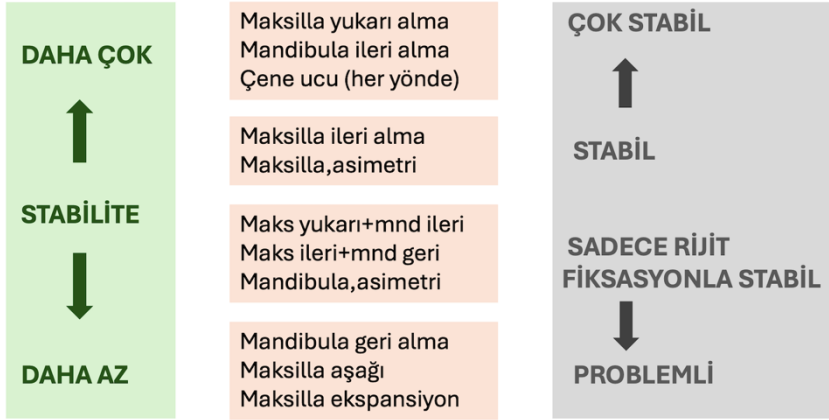 DAHA ÇOK
STABİLİTE
DAHA AZ
Maksilla yukarı alma
Mandibula ileri alma
Çene ucu (her yönde)
Maksilla ileri alma
Maksilla,asimetri
Maks yukarı+mnd ileri
Maks ileri+mnd geri
Mandibula,asimetri
Mandibula geri alma
Maksilla aşağı
Maksilla ekspansiyon
ÇOK STABİL
STABİL
SADECE RİJİT
FİKSASYONLA STABİL
PROBLEMLİ